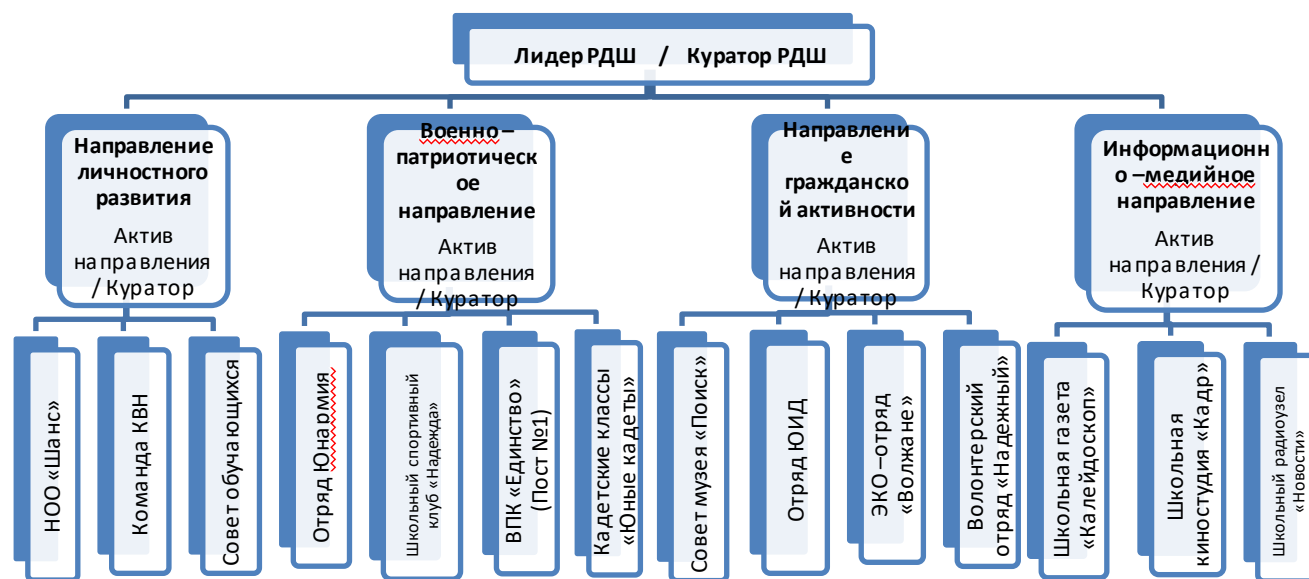 Лидер РДШ / Куратор РДШ
Направление
личностного
развития
Актив
направления
/ Куратор
Военно –
патриотическ
ое
направление
Актив
направления
/ Куратор
Направлени
е
гражданско
й активности
Актив
направления
/ Куратор
Информационн
о –медийное
направление
Актив
направления /
Куратор
НОО «Шанс»
Команда КВН
Совет обучающихся
Отряд Юнармия
Школьный спортивный
клуб «Надежда»
ВПК «Единство»
(Пост №1)
Кадетские классы
«Юные кадеты»
Совет музея «Поиск»
Отряд ЮИД
ЭКО –отряд
«Волжане»
Волонтерский
отряд «Надежный»
Школьная газета
«Калейдоскоп»
Школьная
киностудия «Кадр»
Школьный радиоузел
«Новости»